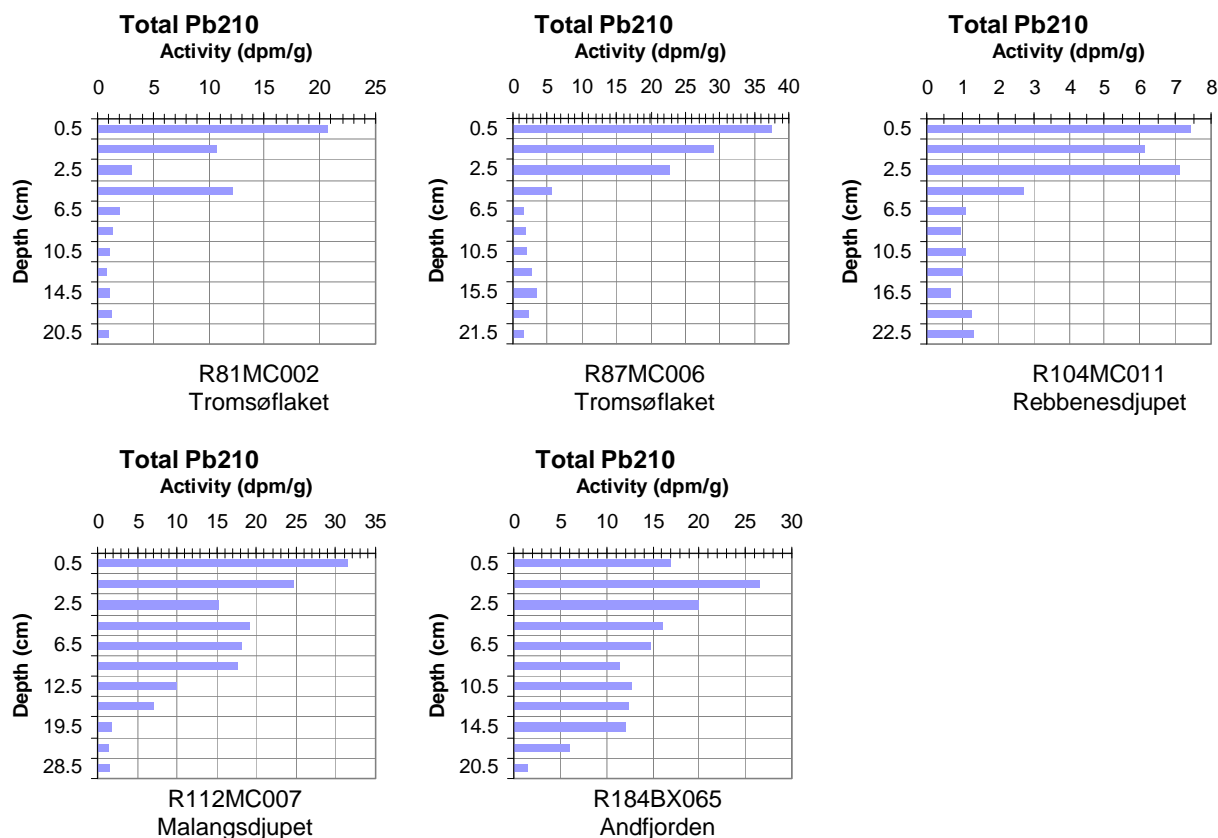 Total Pb210
Activity (dpm/g)
0 5 10 15 20 25
Depth (cm)
0.5
2.5
6.5
10.5
14.5
20.5
R81MC002
Tromsøflaket
Total Pb210
Activity (dpm/g)
0 5 10 15 20 25 30 35 40
Depth (cm)
0.5
2.5
6.5
10.5
15.5
21.5
R87MC006
Tromsøflaket
Total Pb210
Activity (dpm/g)
0 1 2 3 4 5 6 7 8
Depth (cm)
0.5
2.5
6.5
10.5
16.5
22.5
R104MC011
Rebbenesdjupet
Total Pb210
Activity (dpm/g)
0 5 10 15 20 25 30 35
Depth (cm)
0.5
2.5
6.5
12.5
19.5
28.5
R112MC007
Malangsdjupet
Total Pb210
Activity (dpm/g)
0 5 10 15 20 25 30
Depth (cm)
0.5
2.5
6.5
10.5
14.5
20.5
R184BX065
Andfjorden